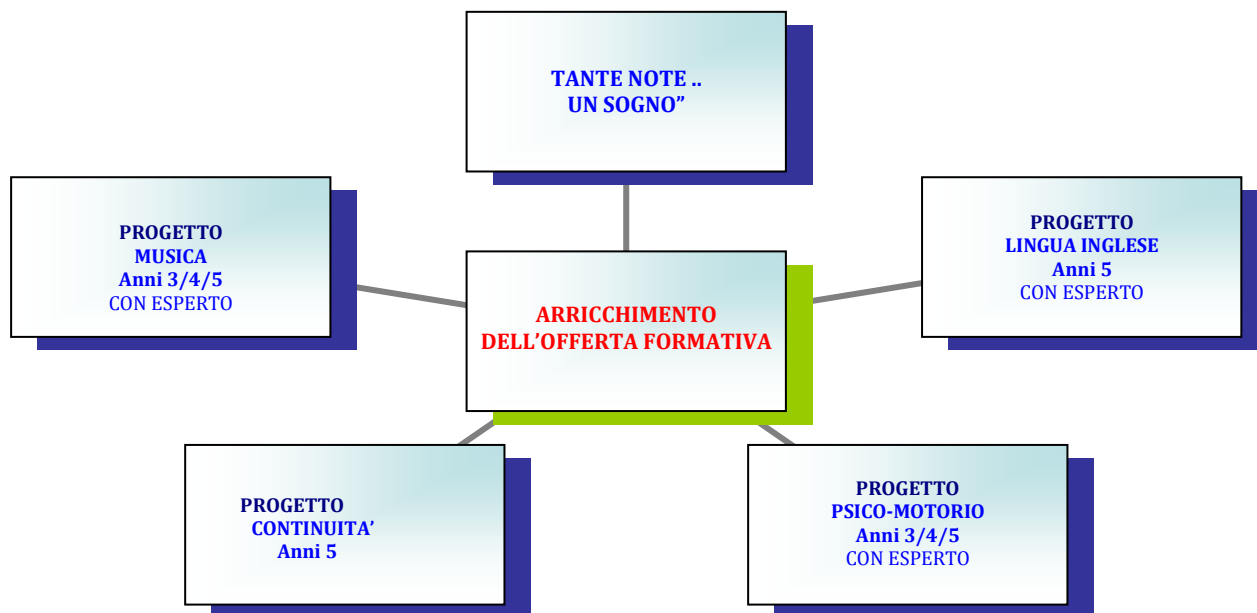 TANTE NOTE ..
UN SOGNO”
PROGETTO
MUSICA
Anni 3/4/5
CON ESPERTO
PROGETTO
LINGUA INGLESE
Anni 5
CON ESPERTO
ARRICCHIMENTO
DELL’OFFERTA FORMATIVA
PROGETTO
CONTINUITA’
Anni 5
PROGETTO
PSICO-MOTORIO
Anni 3/4/5
CON ESPERTO